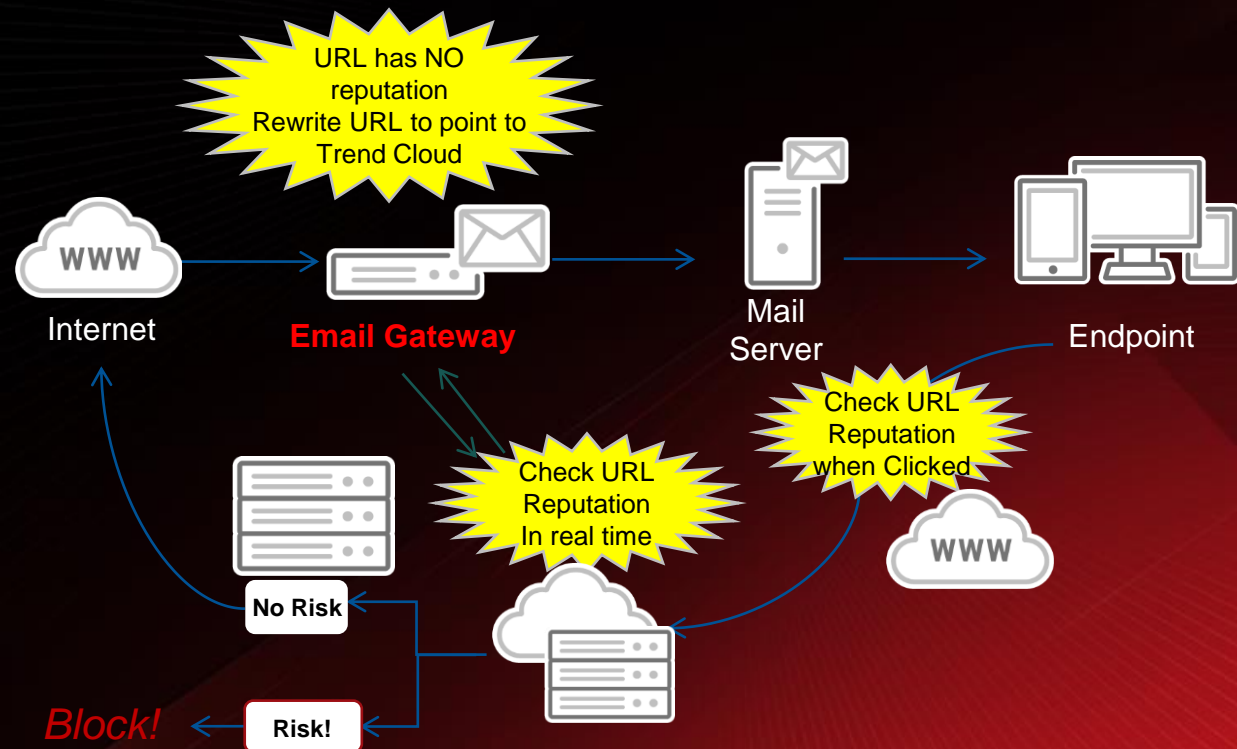 URL has NO
reputation
Rewrite URL to point to
Trend Cloud
WWW
Internet
Email Gateway
Mail
Server
Endpoint
Check URL
Reputation
when Clicked
WWW
Check URL
Reputation
In real time
No Risk
Risk!
Block!